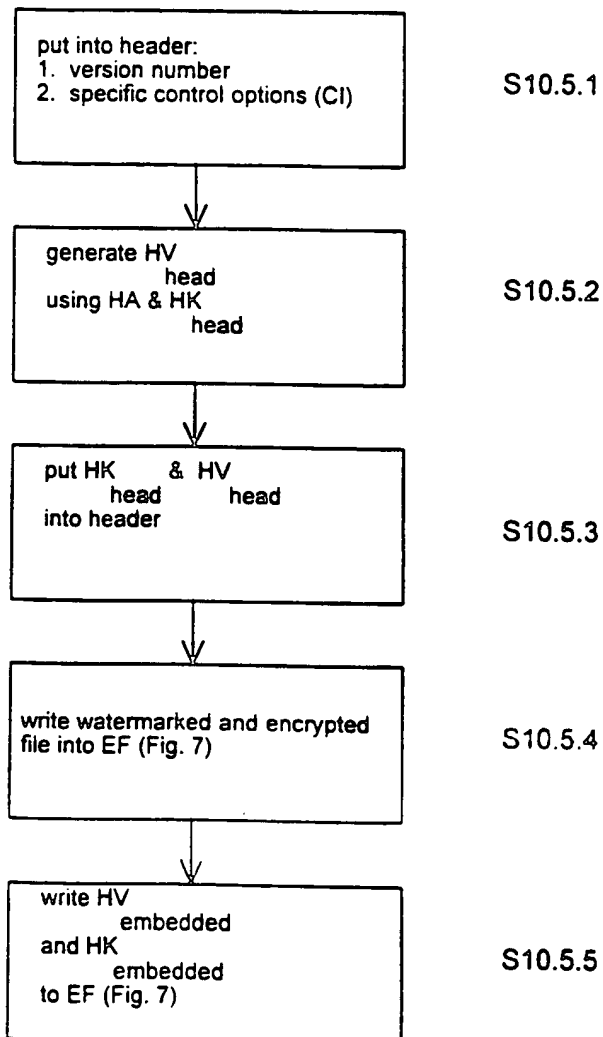 put into header:
1. version number
2. specific control options (CI)
S10.5.1
generate HV
head
using HA & HK
head
S10.5.2
put HK & HV
head head
into header
S10.5.3
write watermarked and encrypted
file into EF (Fig. 7)
S10.5.4
write HV
embedded
and HK
embedded
to EF (Fig. 7)
S10.5.5